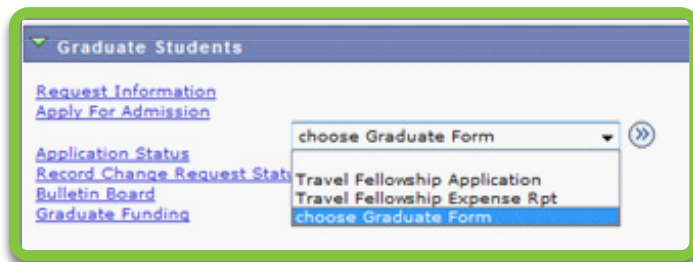 Graduate Students
Request Information
Apply For Admission
choose Graduate Form
Application Status
Record Change Request Statu
Travel Fellowship Application
Bulletin Board
Travel Fellowship Expense Rpt
Graduate Funding
choose Graduate Form